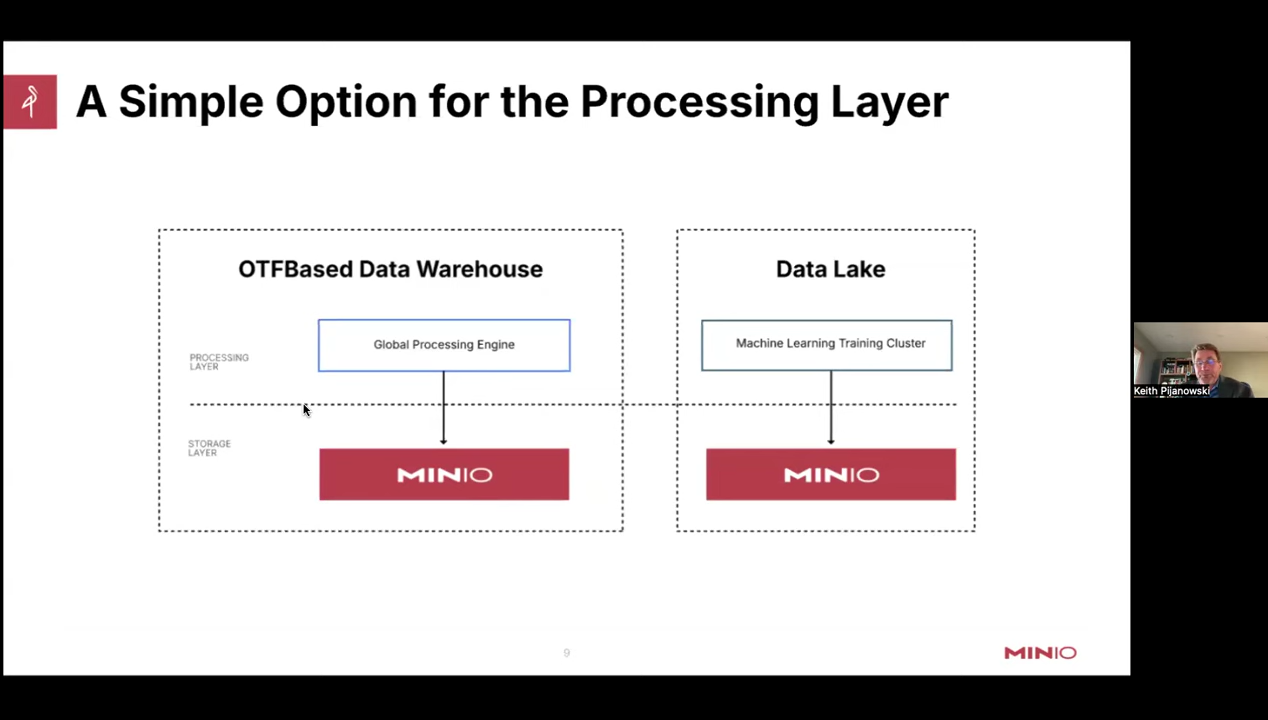 A Simple Option for the Processing Layer
OTFBased Data Warehouse
Global Processing Engine
PROCESSING
LAYER
STORAGE
LAYER
MINIO
Data Lake
Machine Learning Training Cluster
MINIO
9
MINIO
Keith Pijanowski